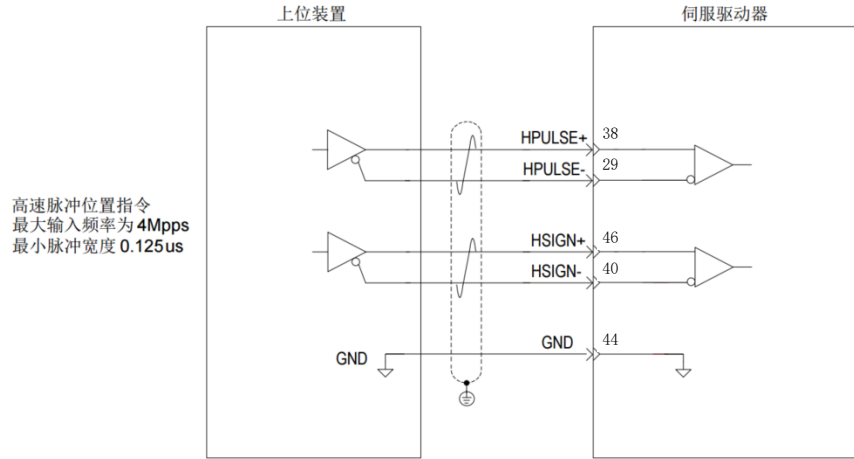 上位装置
伺服驱动器
HPULSE+ 38
HPULSE- 29
高速脉冲位置指令
最大输入频率为 4Mpps
最小脉冲宽度 0.125us
HSIGN+ 46
HSIGN- 40
GND
GND 44